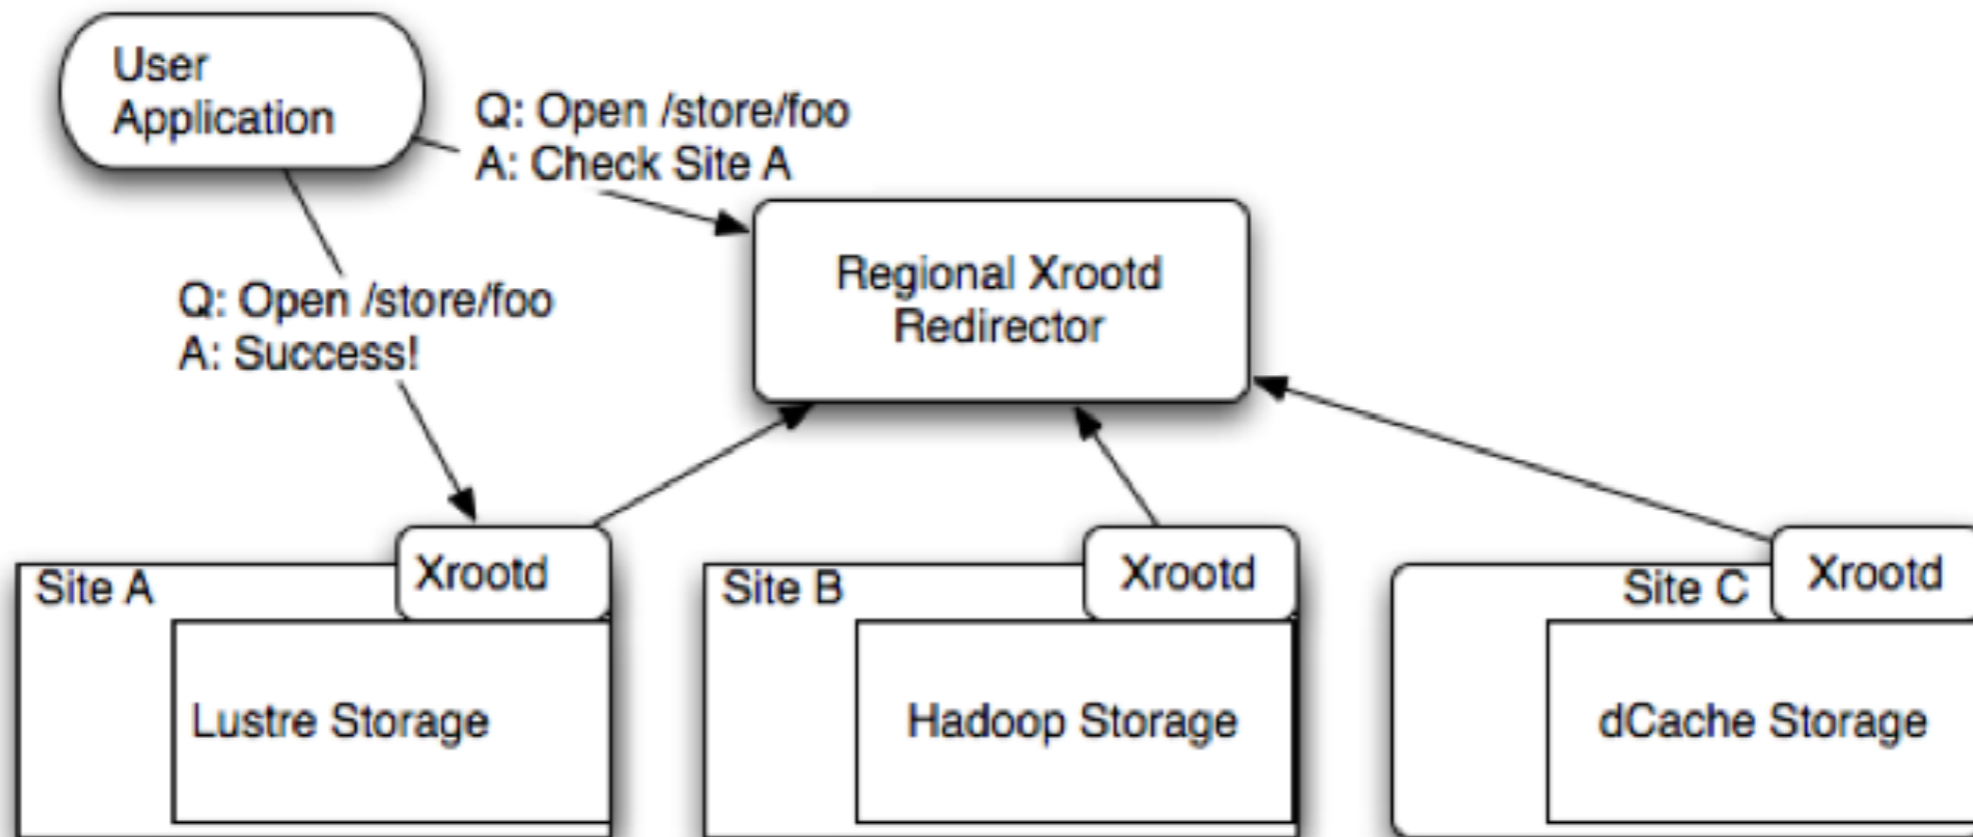 User
Application
Q: Open /store/foo
A: Check Site A
Regional Xrootd
Redirector
Q: Open /store/foo
A: Success!
Site A
Xrootd
Lustre Storage
Site B
Xrootd
Hadoop Storage
Site C
Xrootd
dCache Storage